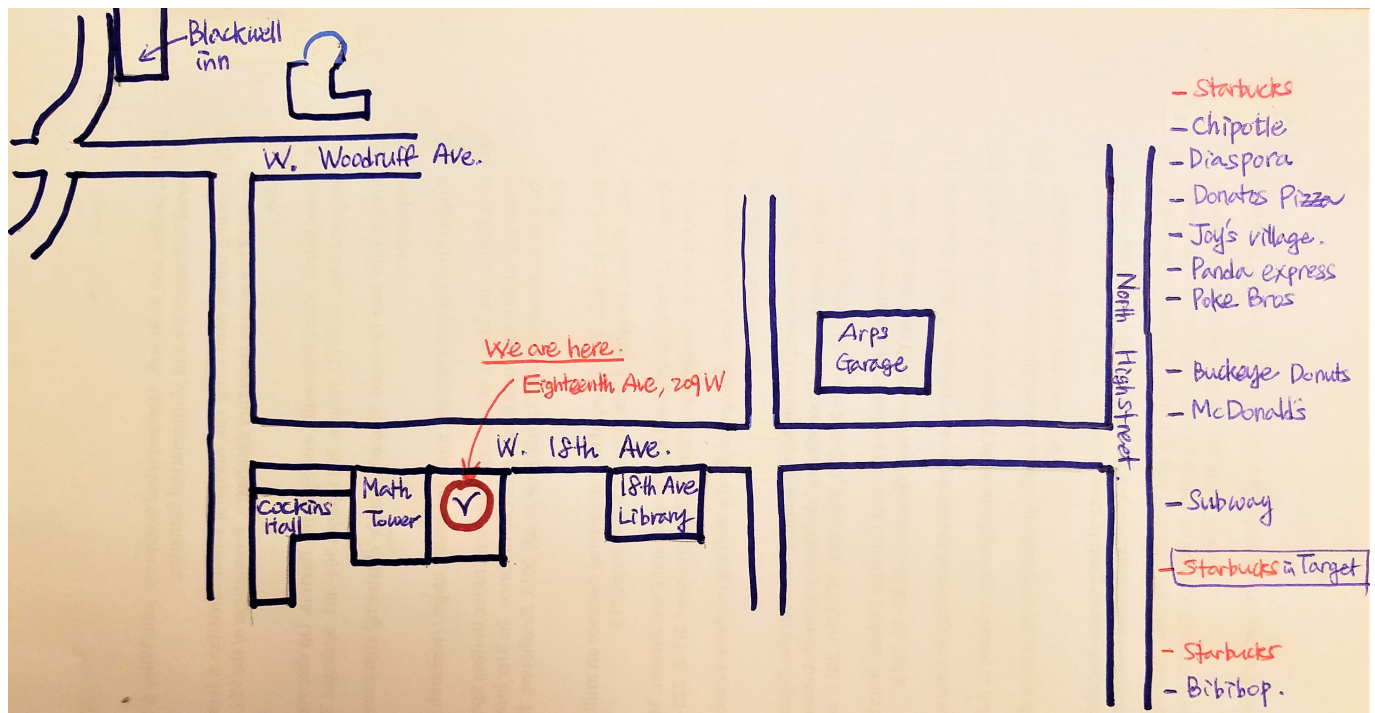 Blackwell
inn
W. Woodruff Ave.
We are here.
Eighteenth Ave, 209 W
W. 18th Ave.
Cockins
Hall
Math
Tower
18th Ave
Library
Arps
Garage
North High Street.
- Starbucks
- Chipotle
- Diaspora
- Donatos Pizza
- Joy's village.
- Panda express
- Poke Bros
- Buckeye Donuts
- McDonald's
- Subway
- Starbucks in Target
- Starbucks
- Bibibop.